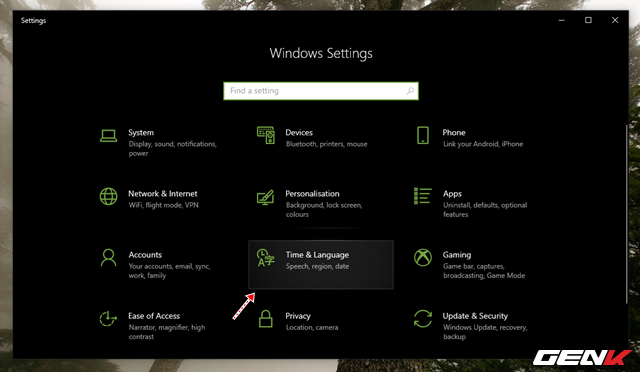 Settings
Windows Settings
Find a setting
System
Display, sound, notifications,
power
Devices
Bluetooth, printers, mouse
Phone
Link your Android, iPhone
Network & Internet
WiFi, flight mode, VPN
Personalisation
Background, lock screen,
colours
Apps
Uninstall, defaults, optional
features
Accounts
Your accounts, email, sync,
work, family
Time & Language
Speech, region, date
Gaming
Game bar, captures,
broadcasting, Game Mode
Ease of Access
Narrator, magnifier, high
contrast
Privacy
Location, camera
Update & Security
Windows Update, recovery,
backup
GENK